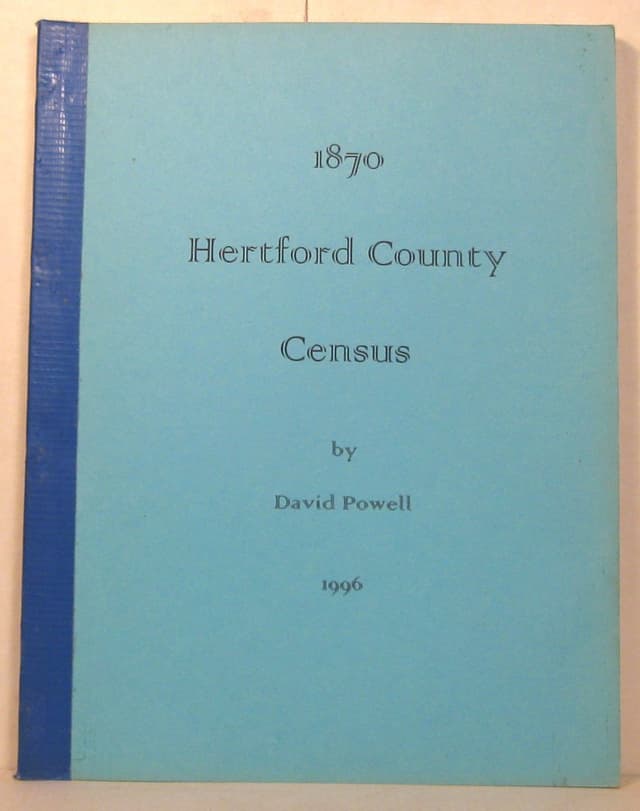 1870
Hertford County
Census
by
David Powell
1996